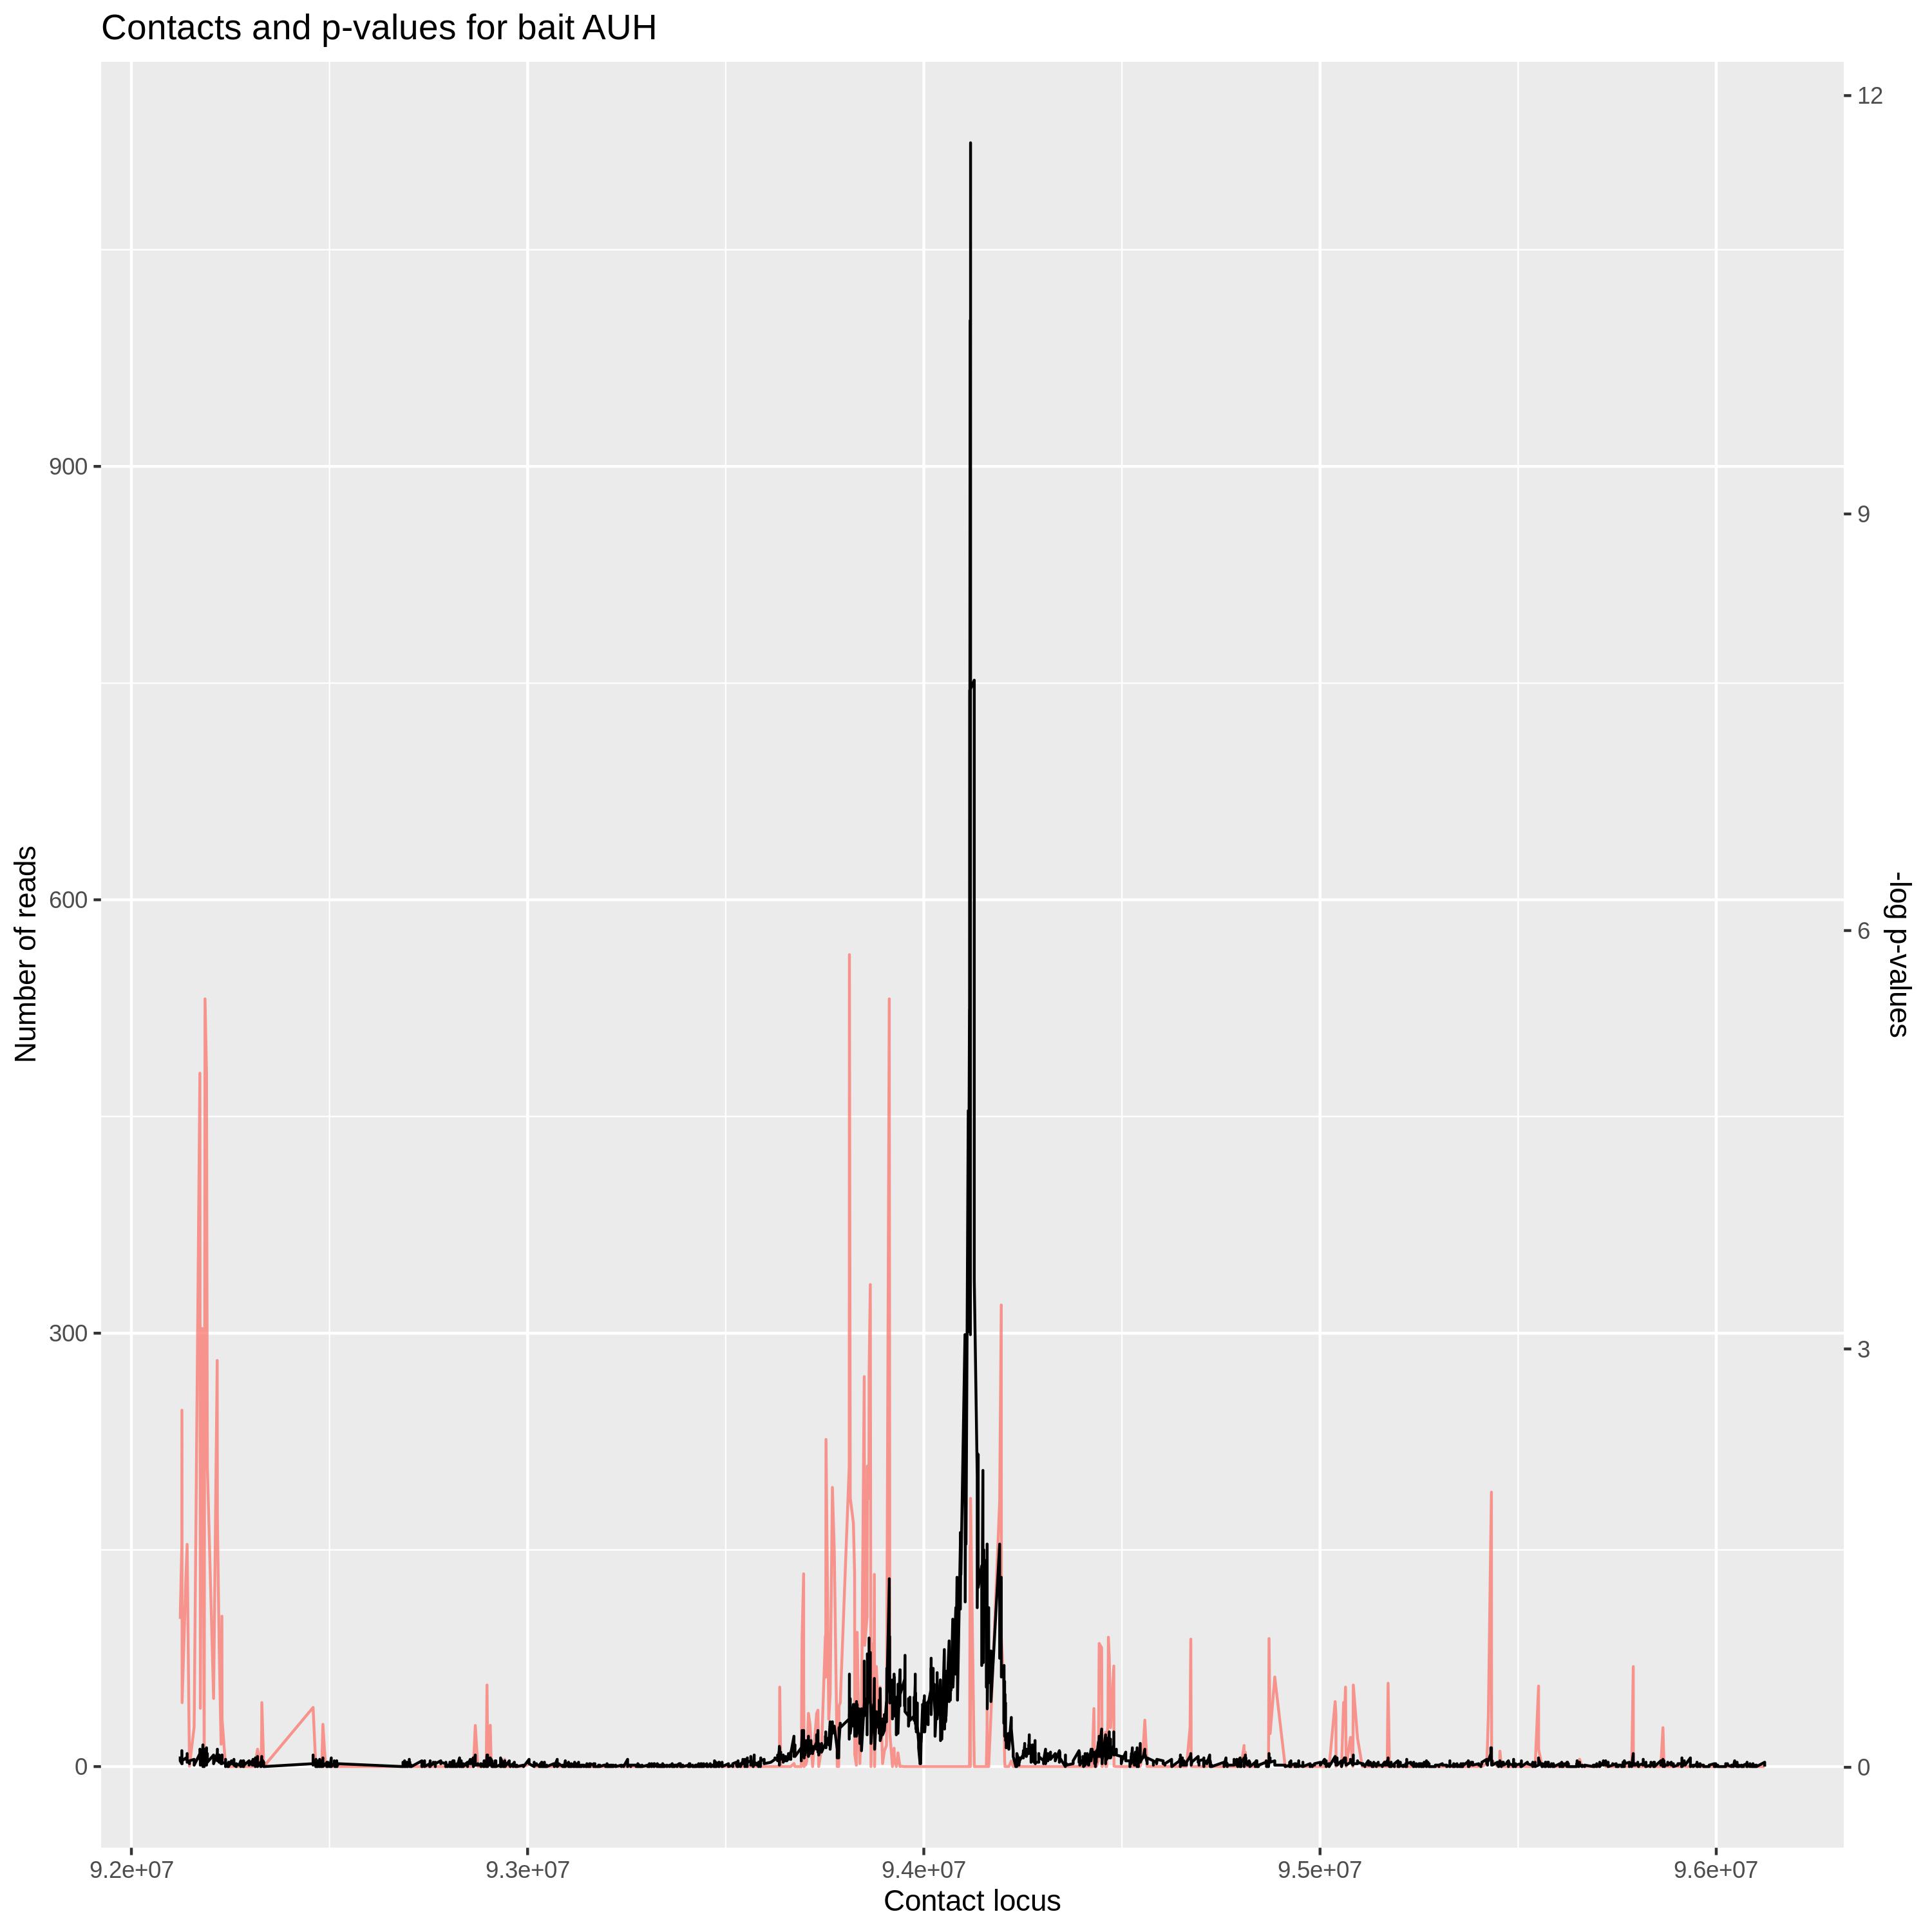 Contacts and p-values for bait AUH
Number of reads
900
600
300
0
12
9
6
3
0
-log p-values
9.2e+07 9.3e+07 9.4e+07 9.5e+07 9.6e+07
Contact locus